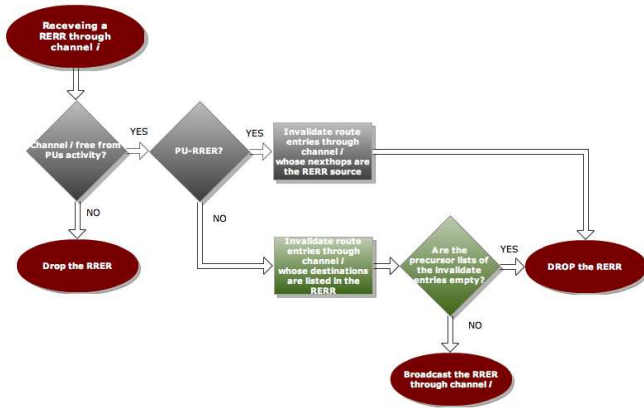 Receveing a
RERR through
channel i
Channel i free from
PUs activity?
YES
PU-RRER?
YES
Invalidate route
entries through
channel i
whose nexthops are
the RERR source
NO
Drop the RRER
NO
Invalidate route
entries through
channel i
whose destinations
are listed in the
RERR
Are the
precursor lists of
the invalidate
entries empty?
YES
DROP the RERR
NO
Broadcast the RRER
through channel i